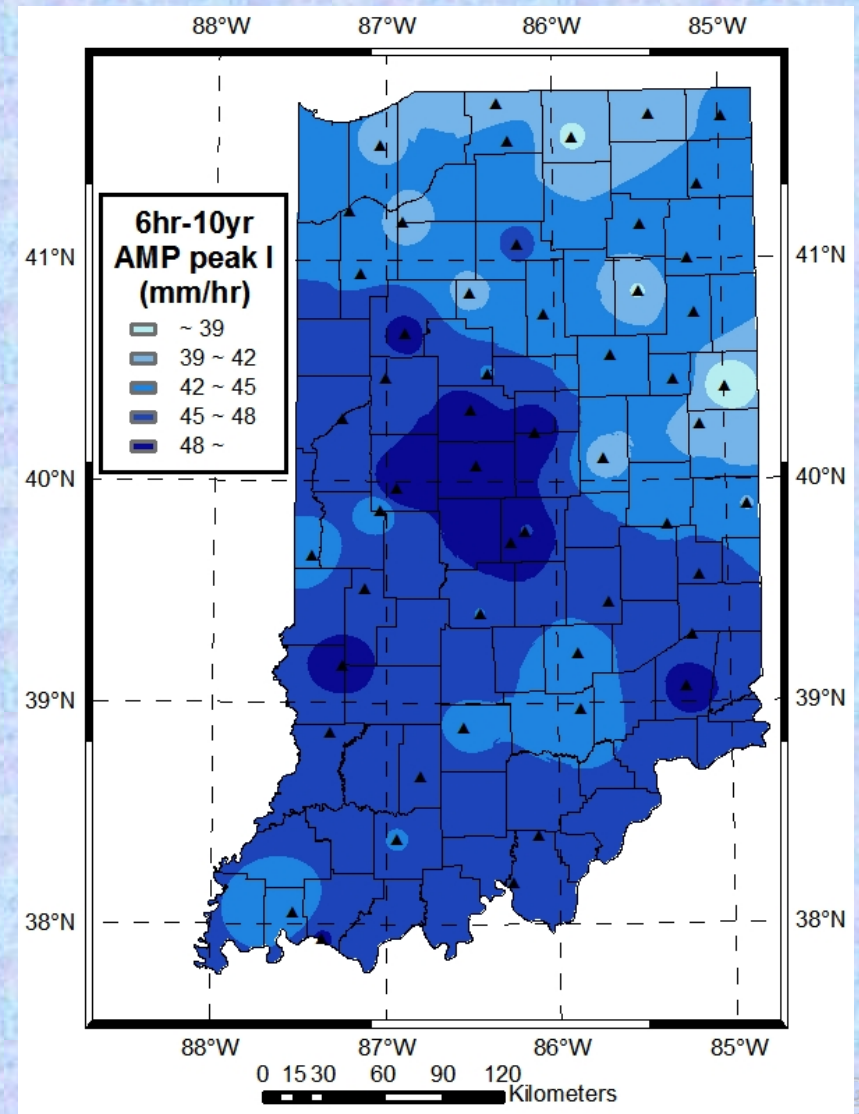 88°W 87°W 86°W 85°W
6hr-10yr
AMP peak I
(mm/hr)
~ 39
39 ~ 42
42 ~ 45
45 ~ 48
48 ~
41°N 41°N
40°N 40°N
39°N 39°N
38°N 38°N
88°W 87°W 86°W 85°W
0 15 30 60 90 120
Kilometers